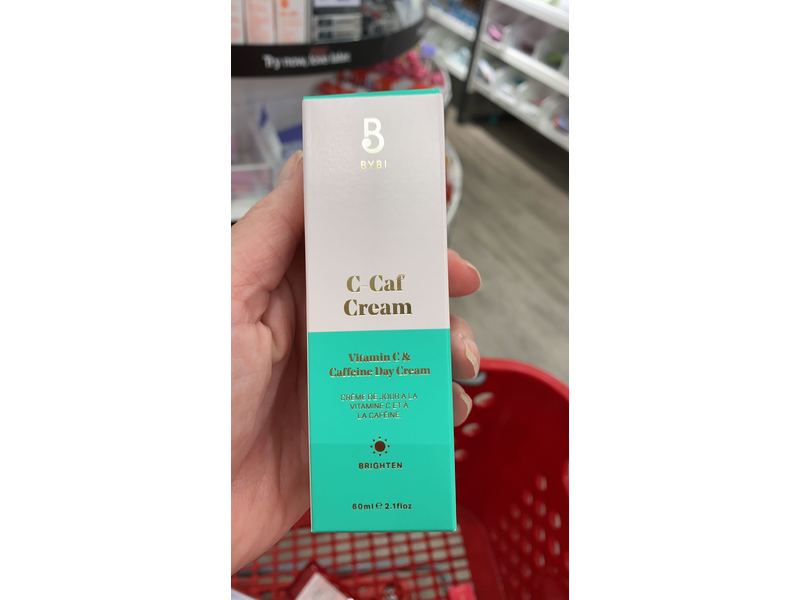 Try now, love later
B
BYBI
C-Caf
Cream
Vitamin C &
Caffeine Day Cream
CRÈME DE JOUR À LA
VITAMINE C ET À
LA CAFÉINE
BRIGHTEN
60ml ℮ 2.1floz